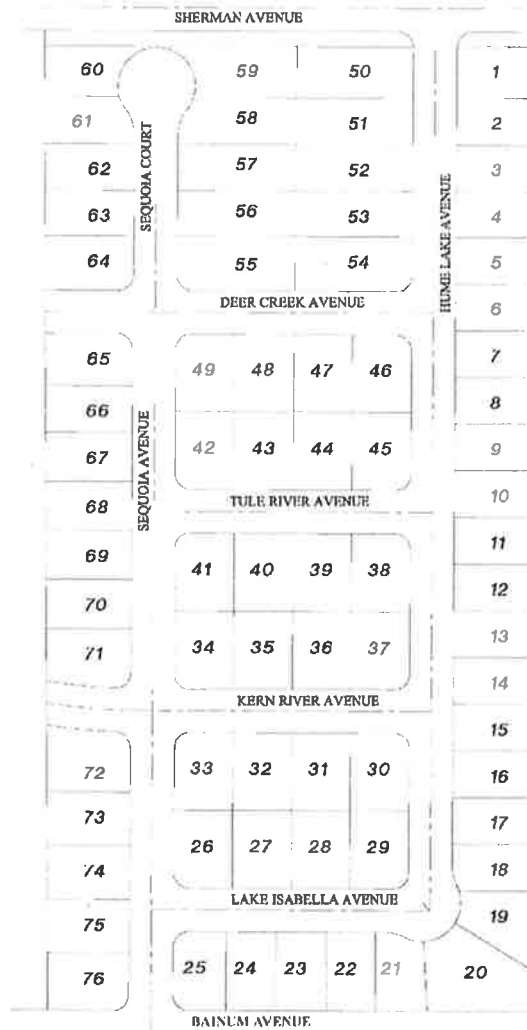 SHERMAN AVENUE
60 59 50 1
61 58 51 2
62 57 52 3
63 56 53 4
64 55 54 5
SEQUOIA COURT
HUME LAKE AVENUE
DEER CREEK AVENUE
6
65 49 48 47 46 7
66 8
67 42 43 44 45 9
SEQUOIA AVENUE
68 TULE RIVER AVENUE 10
69 41 40 39 38 11
70 12
71 34 35 36 37 13
14
KERN RIVER AVENUE
15
72 33 32 31 30 16
73 17
74 26 27 28 29 18
LAKE ISABELLA AVENUE
75 19
76 25 24 23 22 21 20
BAINUM AVENUE